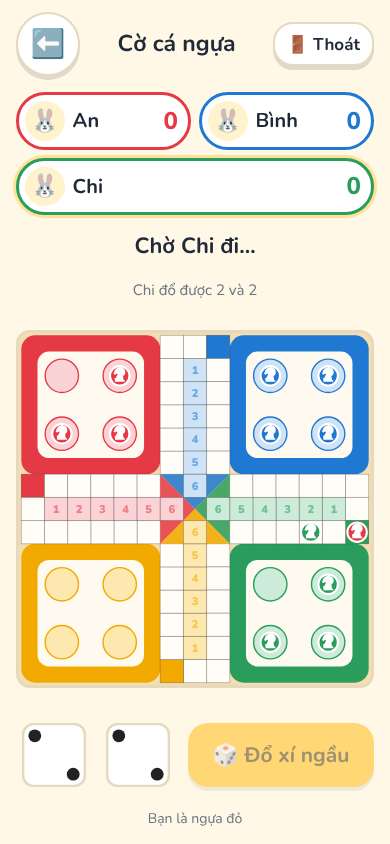 Cờ cá ngựa
Thoát
An 0
Bình 0
Chi 0
Chờ Chi đi...
Chi đổ được 2 và 2
1
2
3
4
5
6
1 2 3 4 5 6
6 5 4 3 2 1
6
5
4
3
2
1
Đổ xí ngầu
Bạn là ngựa đỏ